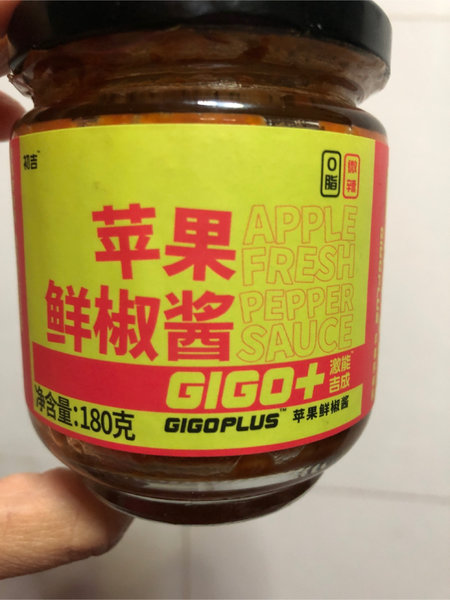 初吉
0脂
微辣
苹果
鲜椒酱
APPLE
FRESH
PEPPER
SAUCE
GIGO+
激能
吉成
净含量:180克
GIGOPLUS™
苹果鲜椒酱